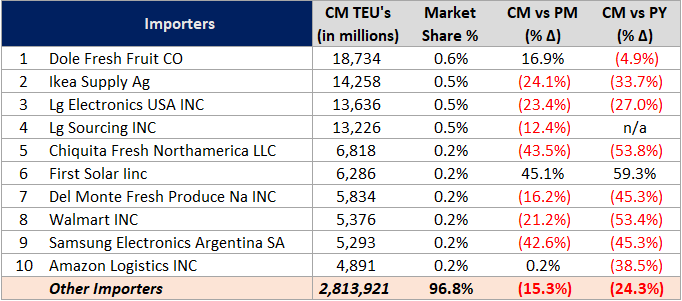 Importers CM TEU's Market CM vs PM CM vs PY
(in millions) Share % (% Δ) (% Δ)
1 Dole Fresh Fruit CO 18,734 0.6% 16.9% (4.9%)
2 Ikea Supply Ag 14,258 0.5% (24.1%) (33.7%)
3 Lg Electronics USA INC 13,636 0.5% (23.4%) (27.0%)
4 Lg Sourcing INC 13,226 0.5% (12.4%) n/a
5 Chiquita Fresh Northamerica LLC 6,818 0.2% (43.5%) (53.8%)
6 First Solar Iinc 6,286 0.2% 45.1% 59.3%
7 Del Monte Fresh Produce Na INC 5,834 0.2% (16.2%) (45.3%)
8 Walmart INC 5,376 0.2% (21.2%) (53.4%)
9 Samsung Electronics Argentina SA 5,293 0.2% (42.6%) (45.3%)
10 Amazon Logistics INC 4,891 0.2% 0.2% (38.5%)
Other Importers 2,813,921 96.8% (15.3%) (24.3%)